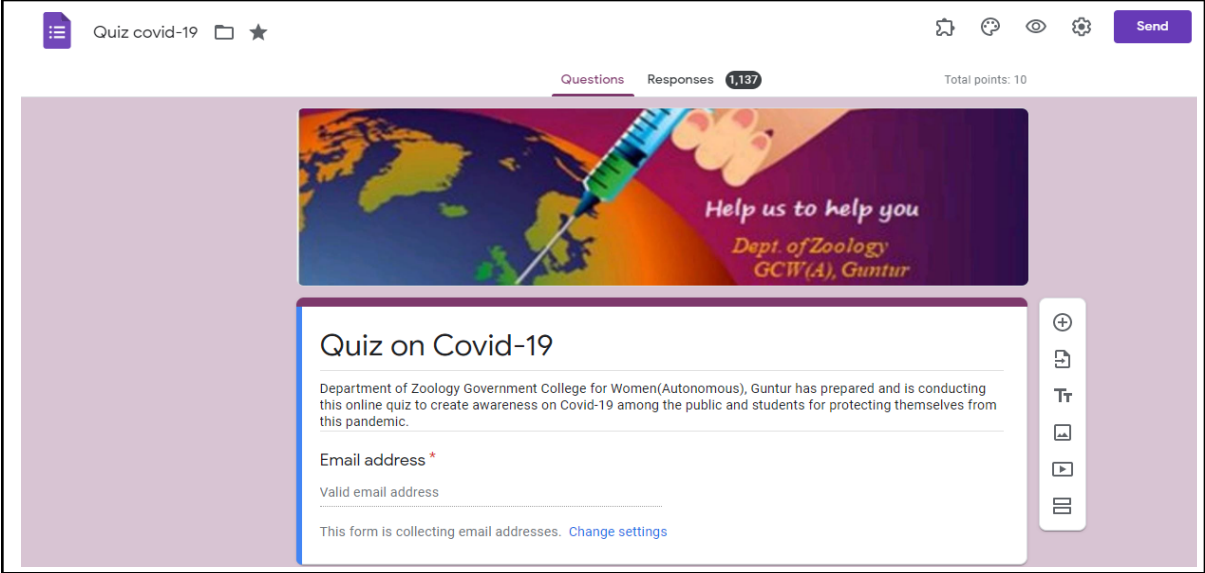 Quiz covid-19
Send
Questions Responses 1,137 Total points: 10
Help us to help you
Dept. of Zoology
GCW(A), Guntur
Quiz on Covid-19
Department of Zoology Government College for Women(Autonomous), Guntur has prepared and is conducting
this online quiz to create awareness on Covid-19 among the public and students for protecting themselves from
this pandemic.
Email address *
Valid email address
This form is collecting email addresses. Change settings
Tт